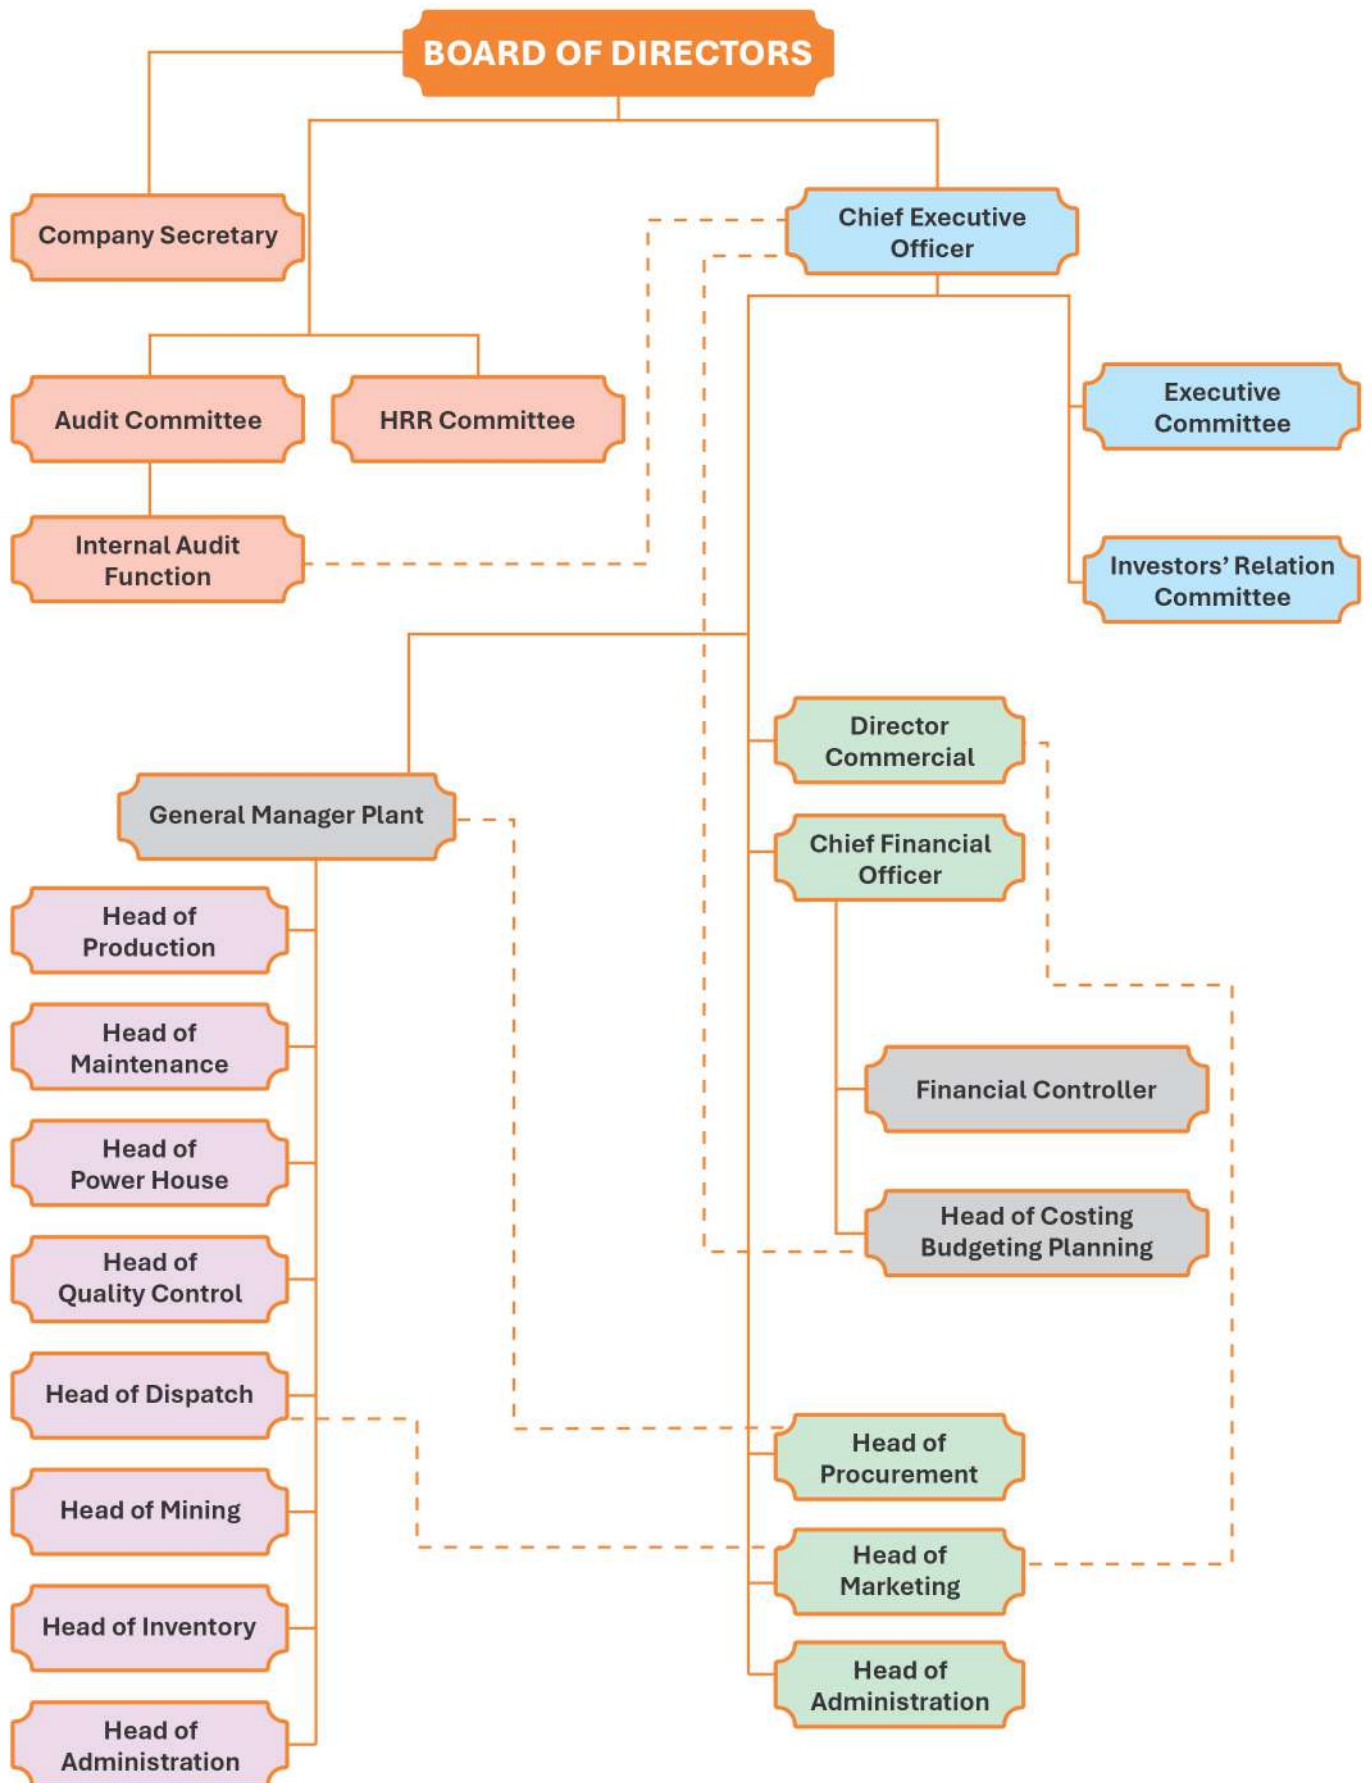 BOARD OF DIRECTORS
Company Secretary
Chief Executive
Officer
Audit Committee
HRR Committee
Executive
Committee
Internal Audit
Function
Investors’ Relation
Committee
Director
Commercial
General Manager Plant
Chief Financial
Officer
Head of
Production
Head of
Maintenance
Financial Controller
Head of
Power House
Head of Costing
Budgeting Planning
Head of
Quality Control
Head of Dispatch
Head of
Procurement
Head of Mining
Head of
Marketing
Head of Inventory
Head of
Administration
Head of
Administration